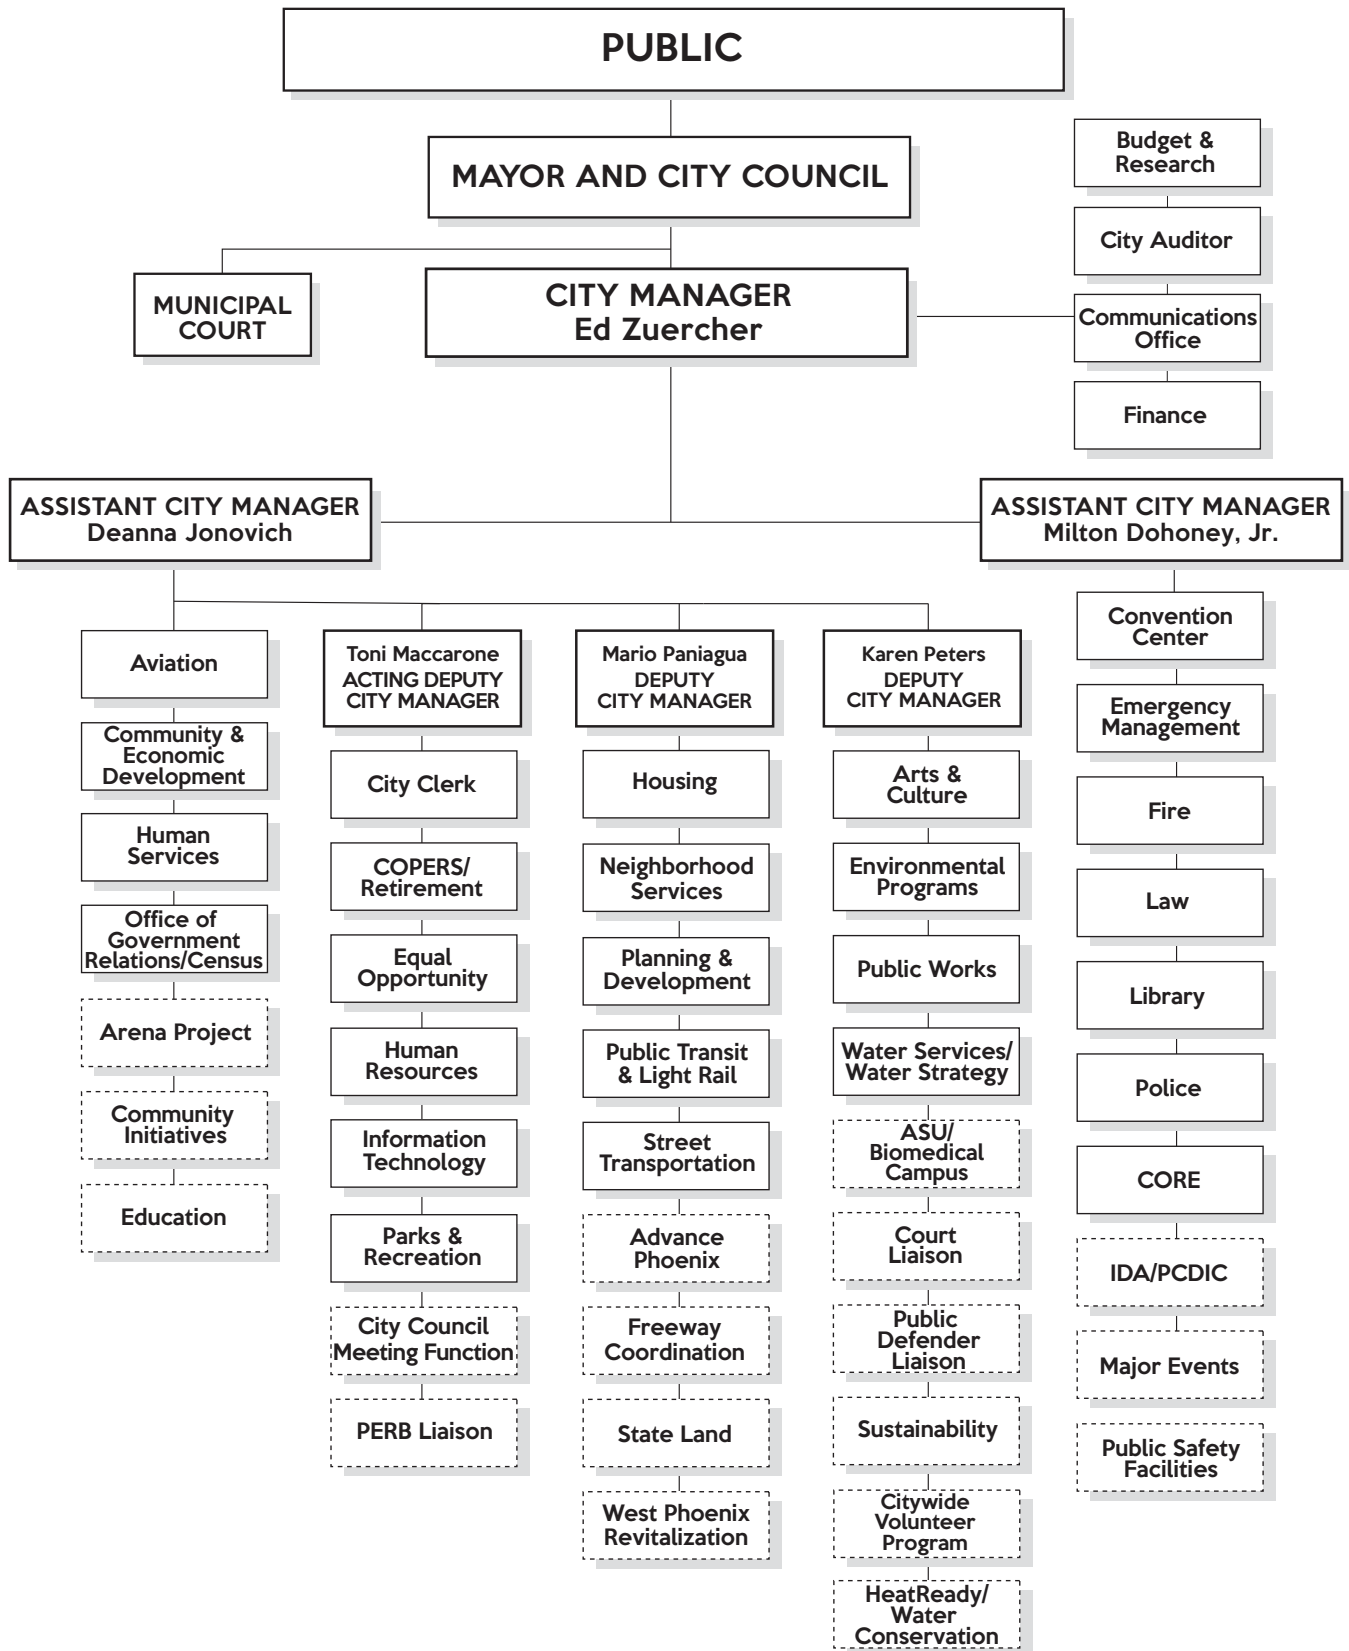 PUBLIC
MAYOR AND CITY COUNCIL
MUNICIPAL
COURT
CITY MANAGER
Ed Zuercher
Budget &
Research
City Auditor
Communications
Office
Finance
ASSISTANT CITY MANAGER
Deanna Jonovich
ASSISTANT CITY MANAGER
Milton Dohoney, Jr.
Aviation
Community &
Economic
Development
Human
Services
Office of
Government
Relations/Census
Arena Project
Community
Initiatives
Education
Toni Maccarone
ACTING DEPUTY
CITY MANAGER
City Clerk
COPERS/
Retirement
Equal
Opportunity
Human
Resources
Information
Technology
Parks &
Recreation
City Council
Meeting Function
PERB Liaison
Mario Paniagua
DEPUTY
CITY MANAGER
Housing
Neighborhood
Services
Planning &
Development
Public Transit
& Light Rail
Street
Transportation
Advance
Phoenix
Freeway
Coordination
State Land
West Phoenix
Revitalization
Karen Peters
DEPUTY
CITY MANAGER
Arts &
Culture
Environmental
Programs
Public Works
Water Services/
Water Strategy
ASU/
Biomedical
Campus
Court
Liaison
Public
Defender
Liaison
Sustainability
Citywide
Volunteer
Program
HeatReady/
Water
Conservation
Convention
Center
Emergency
Management
Fire
Law
Library
Police
CORE
IDA/PCDIC
Major Events
Public Safety
Facilities